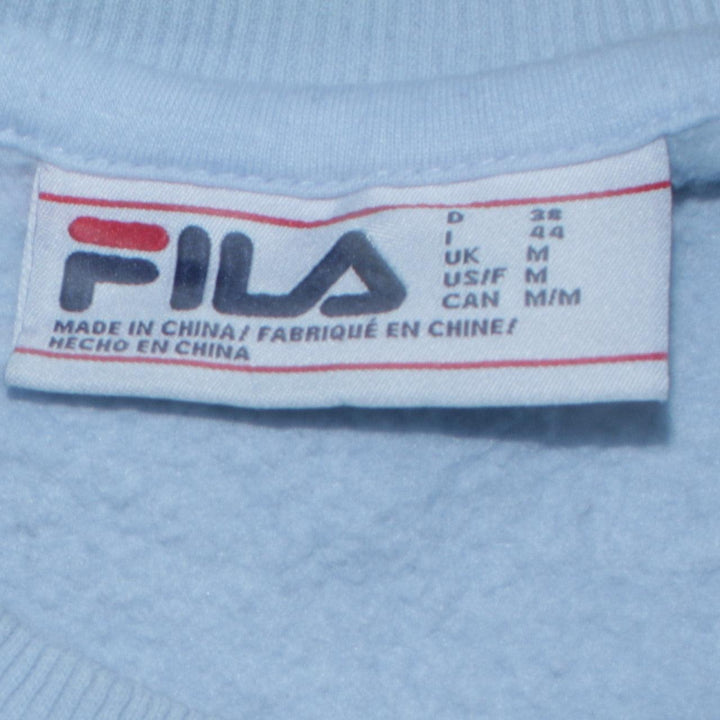 FILA
D 38
I 44
UK M
US/F M
CAN M/M
MADE IN CHINA/ FABRIQUÉ EN CHINE/
HECHO EN CHINA